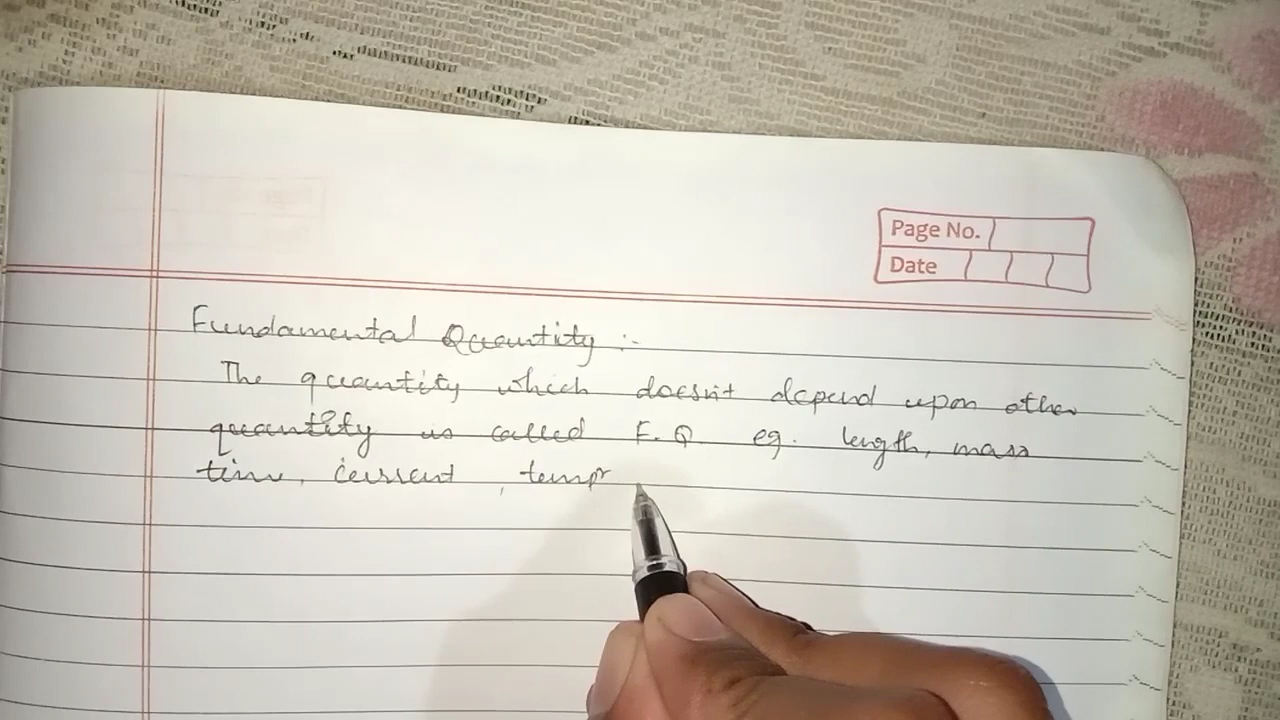 Page No.
Date
Fundamental Quantity :-
The quantity which doesn't depend upon other
quantity is called F.Q. eg. length, mass
time, current , tempr